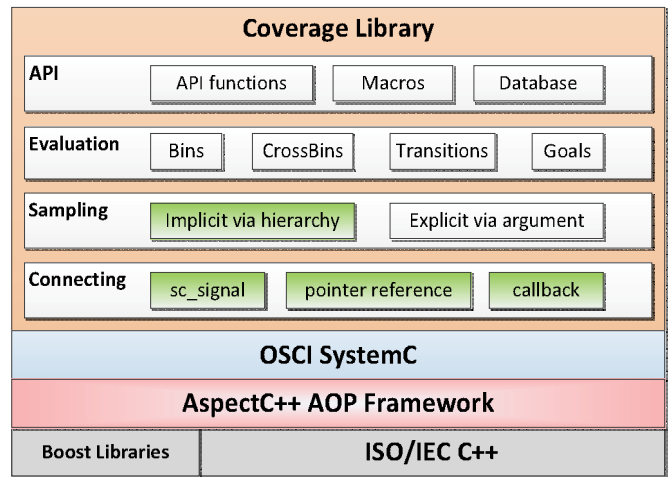 Coverage Library
API
API functions
Macros
Database
Evaluation
Bins
CrossBins
Transitions
Goals
Sampling
Implicit via hierarchy
Explicit via argument
Connecting
sc_signal
pointer reference
callback
OSCI SystemC
AspectC++ AOP Framework
Boost Libraries
ISO/IEC C++